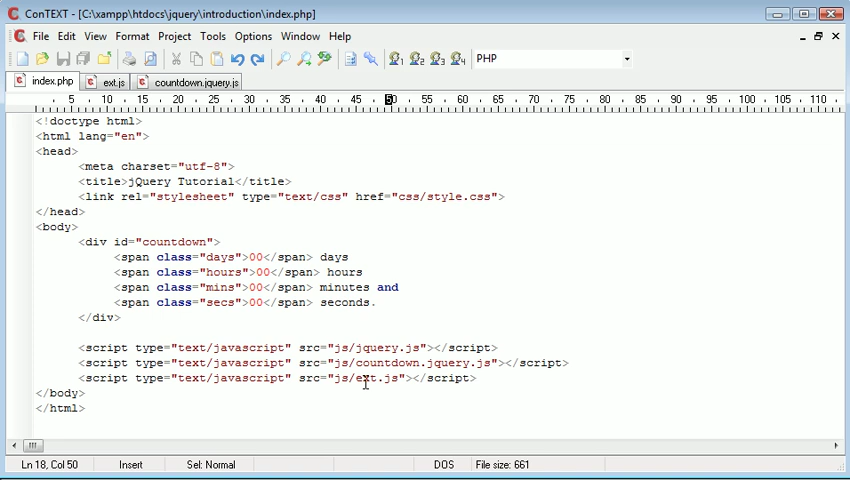 ConTEXT - [C:\xampp\htdocs\jquery\introduction\index.php]
File Edit View Format Project Tools Options Window Help
1 2 3 4 PHP
index.php ext.js countdown.jquery.js
5 10 15 20 25 30 35 40 45 50 55 60 65 70 75 80 85 90 95 100 105 110
<!doctype html>
<html lang="en">
<head>
<meta charset="utf-8">
<title>jQuery Tutorial</title>
<link rel="stylesheet" type="text/css" href="css/style.css">
</head>
<body>
<div id="countdown">
<span class="days">00</span> days
<span class="hours">00</span> hours
<span class="mins">00</span> minutes and
<span class="secs">00</span> seconds.
</div>
<script type="text/javascript" src="js/jquery.js"></script>
<script type="text/javascript" src="js/countdown.jquery.js"></script>
<script type="text/javascript" src="js/ext.js"></script>
</body>
</html>
Ln 18, Col 50 Insert Sel: Normal DOS File size: 661